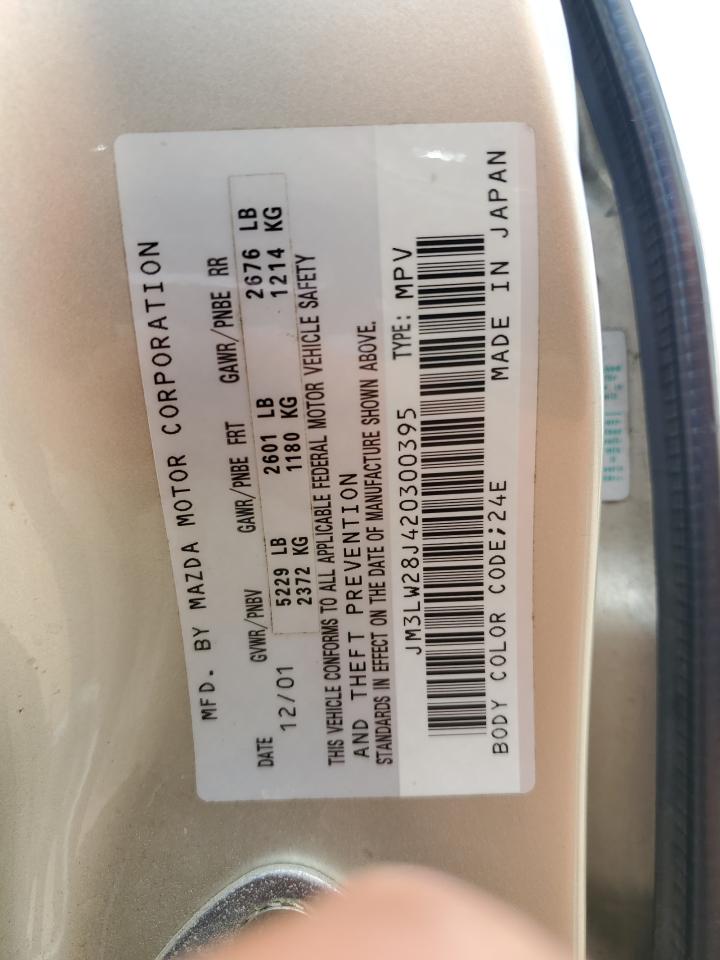 MFD. BY MAZDA MOTOR CORPORATION
DATE GVWR/PNBV GAWR/PNBE FRT GAWR/PNBE RR
12/01 5229 LB 2601 LB 2676 LB
2372 KG 1180 KG 1214 KG
THIS VEHICLE CONFORMS TO ALL APPLICABLE FEDERAL MOTOR VEHICLE SAFETY
AND THEFT PREVENTION
STANDARDS IN EFFECT ON THE DATE OF MANUFACTURE SHOWN ABOVE.
JM3LW28J420300395 TYPE: MPV
BODY COLOR CODE;24E MADE IN JAPAN